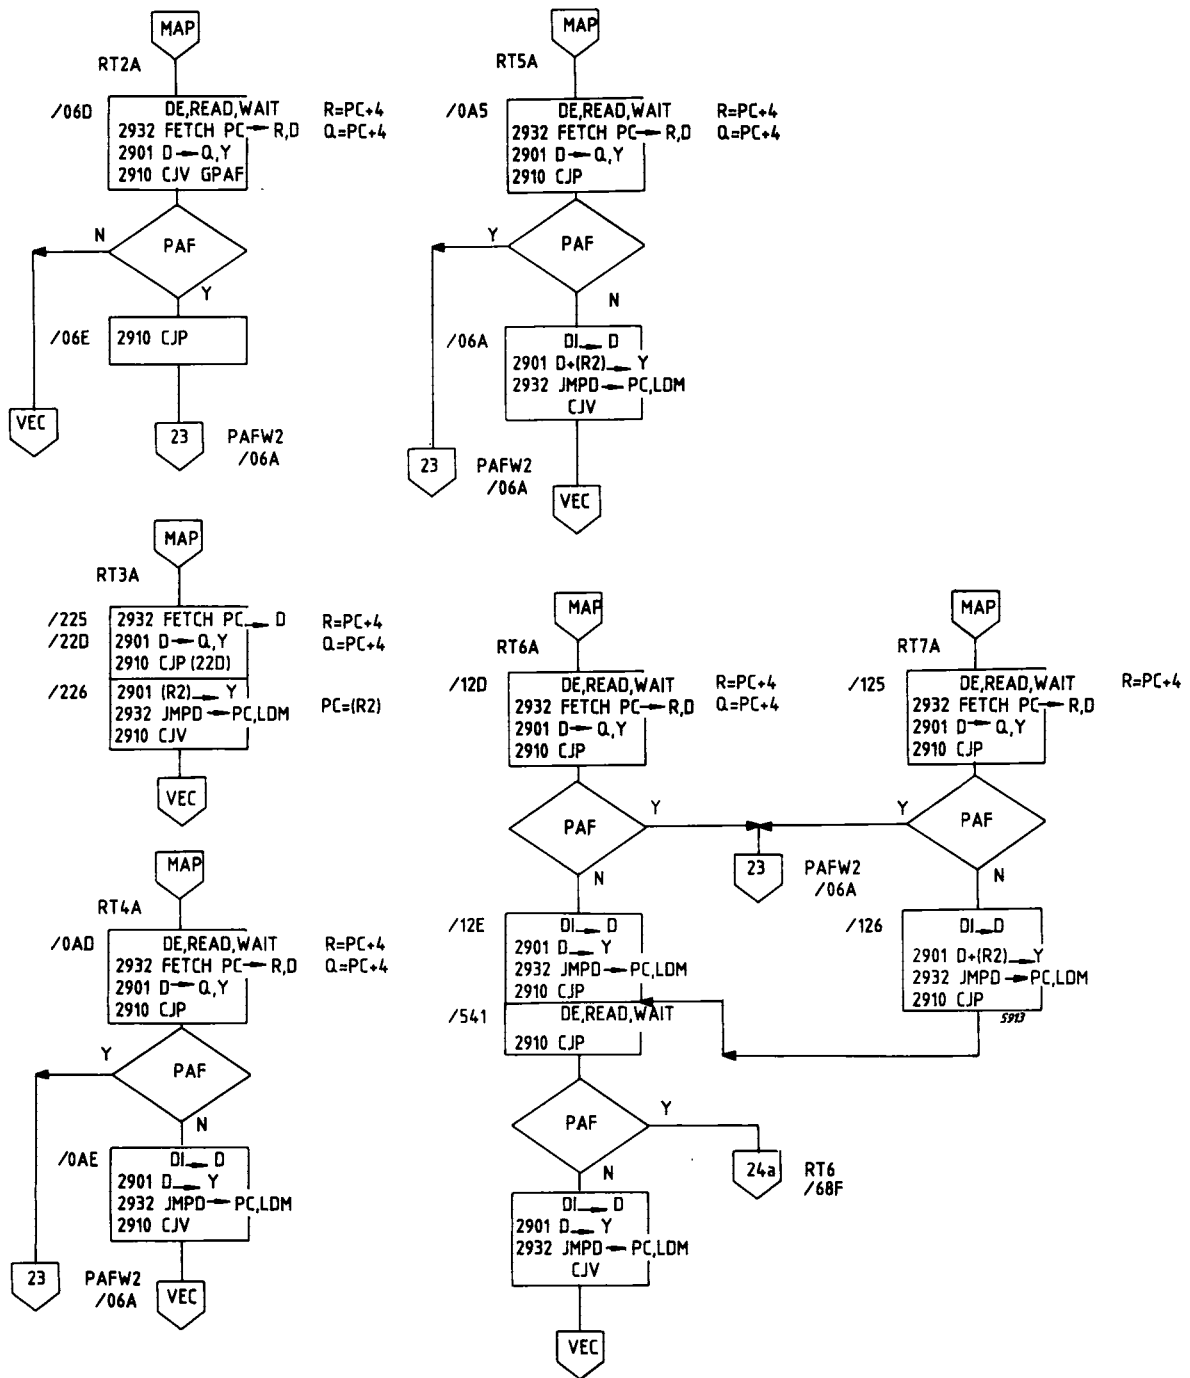 MAP
RT2A
/06D
DE,READ,WAIT
2932 FETCH PC→R,D
2901 D→Q,Y
2910 CJV GPAF
R=PC+4
Q=PC+4
N
PAF
Y
/06E
2910 CJP
VEC
23
PAFW2
/06A
MAP
RT5A
/0A5
DE,READ,WAIT
2932 FETCH PC→R,D
2901 D→Q,Y
2910 CJP
R=PC+4
Q=PC+4
Y
PAF
N
/06A
DI→D
2901 D+(R2)→Y
2932 JMPD→PC,LDM
CJV
23
PAFW2
/06A
VEC
MAP
RT3A
/225
/22D
2932 FETCH PC→D
2901 D→Q,Y
2910 CJP(22D)
R=PC+4
Q=PC+4
/226
2901 (R2)→Y
2932 JMPD→PC,LDM
2910 CJV
PC=(R2)
VEC
MAP
RT4A
/0AD
DE,READ,WAIT
2932 FETCH PC→R,D
2901 D→Q,Y
2910 CJP
R=PC+4
Q=PC+4
Y
PAF
N
/0AE
DI→D
2901 D→Y
2932 JMPD→PC,LDM
2910 CJV
23
PAFW2
/06A
VEC
MAP
RT6A
/12D
DE,READ,WAIT
2932 FETCH PC→R,D
2901 D→Q,Y
2910 CJP
R=PC+4
Q=PC+4
PAF
Y
N
23
PAFW2
/06A
/12E
DI→D
2901 D→Y
2932 JMPD→PC,LDM
2910 CJP
/541
DE,READ,WAIT
2910 CJP
PAF
Y
N
24a
RT6
/68F
DI→D
2901 D→Y
2932 JMPD→PC,LDM
CJV
VEC
MAP
RT7A
/125
DE,READ,WAIT
2932 FETCH PC→R,D
2901 D→Q,Y
2910 CJP
R=PC+4
Y
PAF
N
/126
DI→D
2901 D+(R2)→Y
2932 JMPD→PC,LDM
2910 CJP
5913